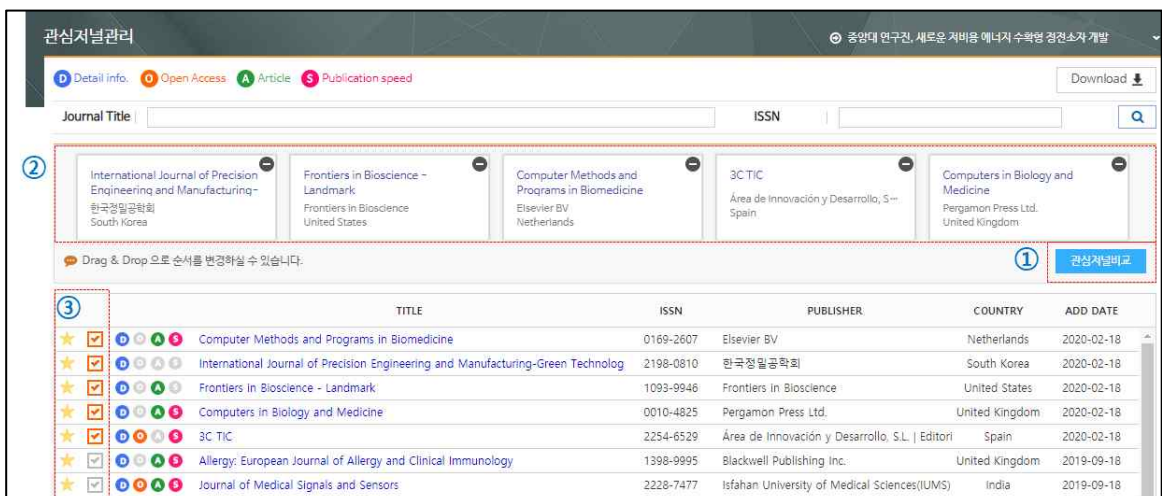 관심저널관리
중앙대 연구진, 새로운 저비용 에너지 수확형 정전소자 개발
D Detail info. O Open Access A Article S Publication speed
Download
Journal Title
ISSN
②
International Journal of Precision
Engineering and Manufacturing-
한국정밀공학회
South Korea
Frontiers in Bioscience -
Landmark
Frontiers in Bioscience
United States
Computer Methods and
Programs in Biomedicine
Elsevier BV
Netherlands
3C TIC
Área de Innovación y Desarrollo, S-
Spain
Computers in Biology and
Medicine
Pergamon Press Ltd.
United Kingdom
Drag & Drop 으로 순서를 변경하실 수 있습니다.
①
관심저널비교
③
TITLE ISSN PUBLISHER COUNTRY ADD DATE
D O A S Computer Methods and Programs in Biomedicine 0169-2607 Elsevier BV Netherlands 2020-02-18
D O A S International Journal of Precision Engineering and Manufacturing-Green Technolog 2198-0810 한국정밀공학회 South Korea 2020-02-18
D O A S Frontiers in Bioscience - Landmark 1093-9946 Frontiers in Bioscience United States 2020-02-18
D O A S Computers in Biology and Medicine 0010-4825 Pergamon Press Ltd. United Kingdom 2020-02-18
D O A S 3C TIC 2254-6529 Área de Innovación y Desarrollo, S.L. | Editori Spain 2020-02-18
D O A S Allergy: European Journal of Allergy and Clinical Immunology 1398-9995 Blackwell Publishing Inc. United Kingdom 2019-09-18
D O A S Journal of Medical Signals and Sensors 2228-7477 Isfahan University of Medical Sciences(IUMS) India 2019-09-18